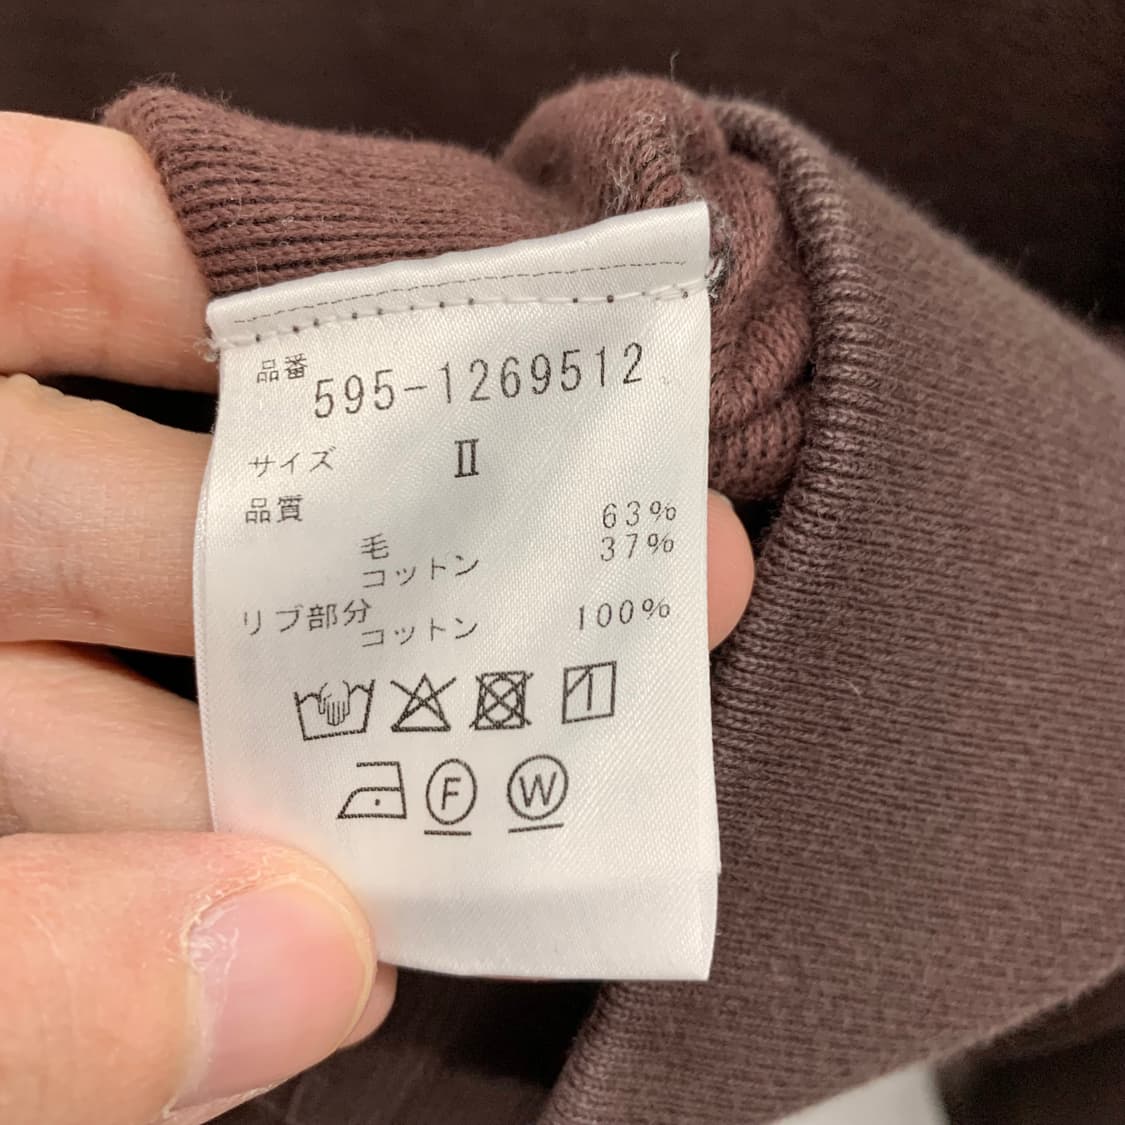 品番 595-1269512
サイズ Ⅱ
品質
毛 63%
コットン 37%
リブ部分
コットン 100%
F W